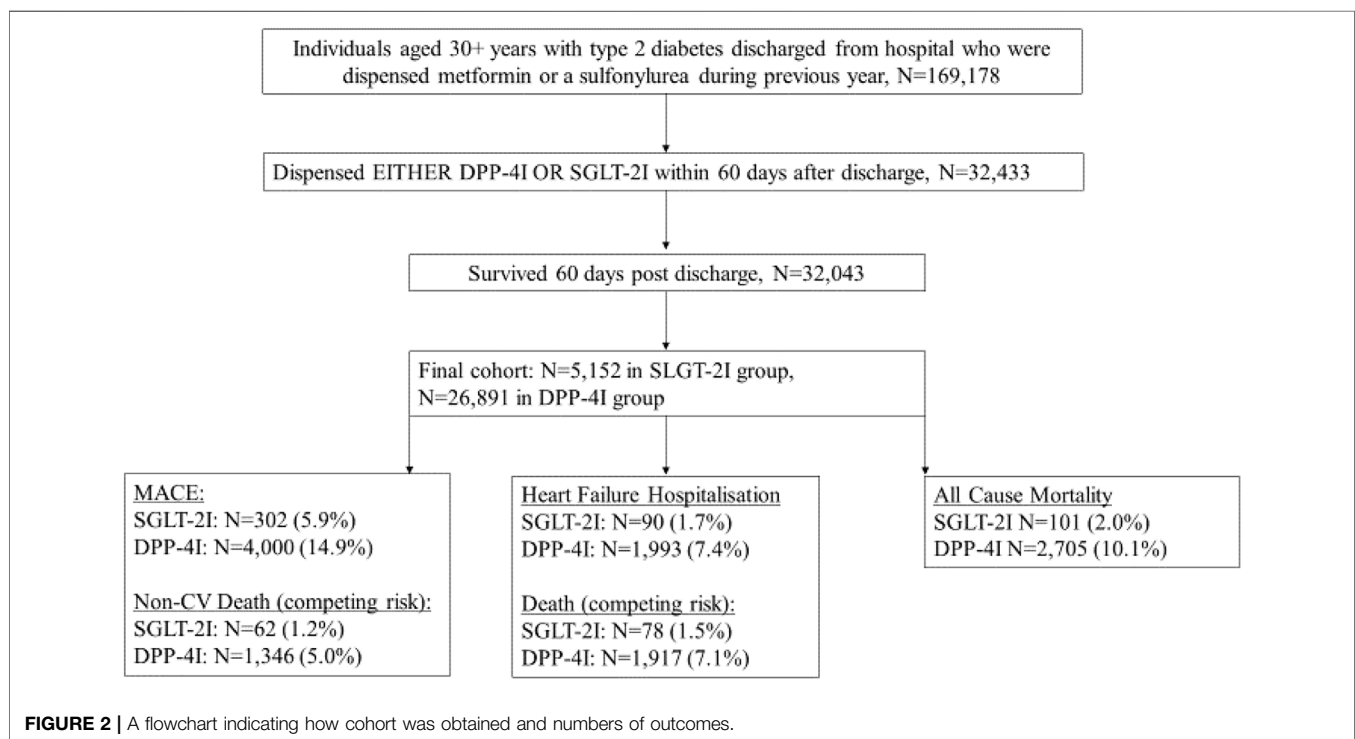 Individuals aged 30+ years with type 2 diabetes discharged from hospital who were
dispensed metformin or a sulfonylurea during previous year, N=169,178
Dispensed EITHER DPP-4I OR SGLT-2I within 60 days after discharge, N=32,433
Survived 60 days post discharge, N=32,043
Final cohort: N=5,152 in SLGT-2I group,
N=26,891 in DPP-4I group
MACE:
SGLT-2I: N=302 (5.9%)
DPP-4I: N=4,000 (14.9%)
Non-CV Death (competing risk):
SGLT-2I: N=62 (1.2%)
DPP-4I: N=1,346 (5.0%)
Heart Failure Hospitalisation
SGLT-2I: N=90 (1.7%)
DPP-4I: N=1,993 (7.4%)
Death (competing risk):
SGLT-2I: N=78 (1.5%)
DPP-4I: N=1,917 (7.1%)
All Cause Mortality
SGLT-2I N=101 (2.0%)
DPP-4I N=2,705 (10.1%)
FIGURE 2 | A flowchart indicating how cohort was obtained and numbers of outcomes.